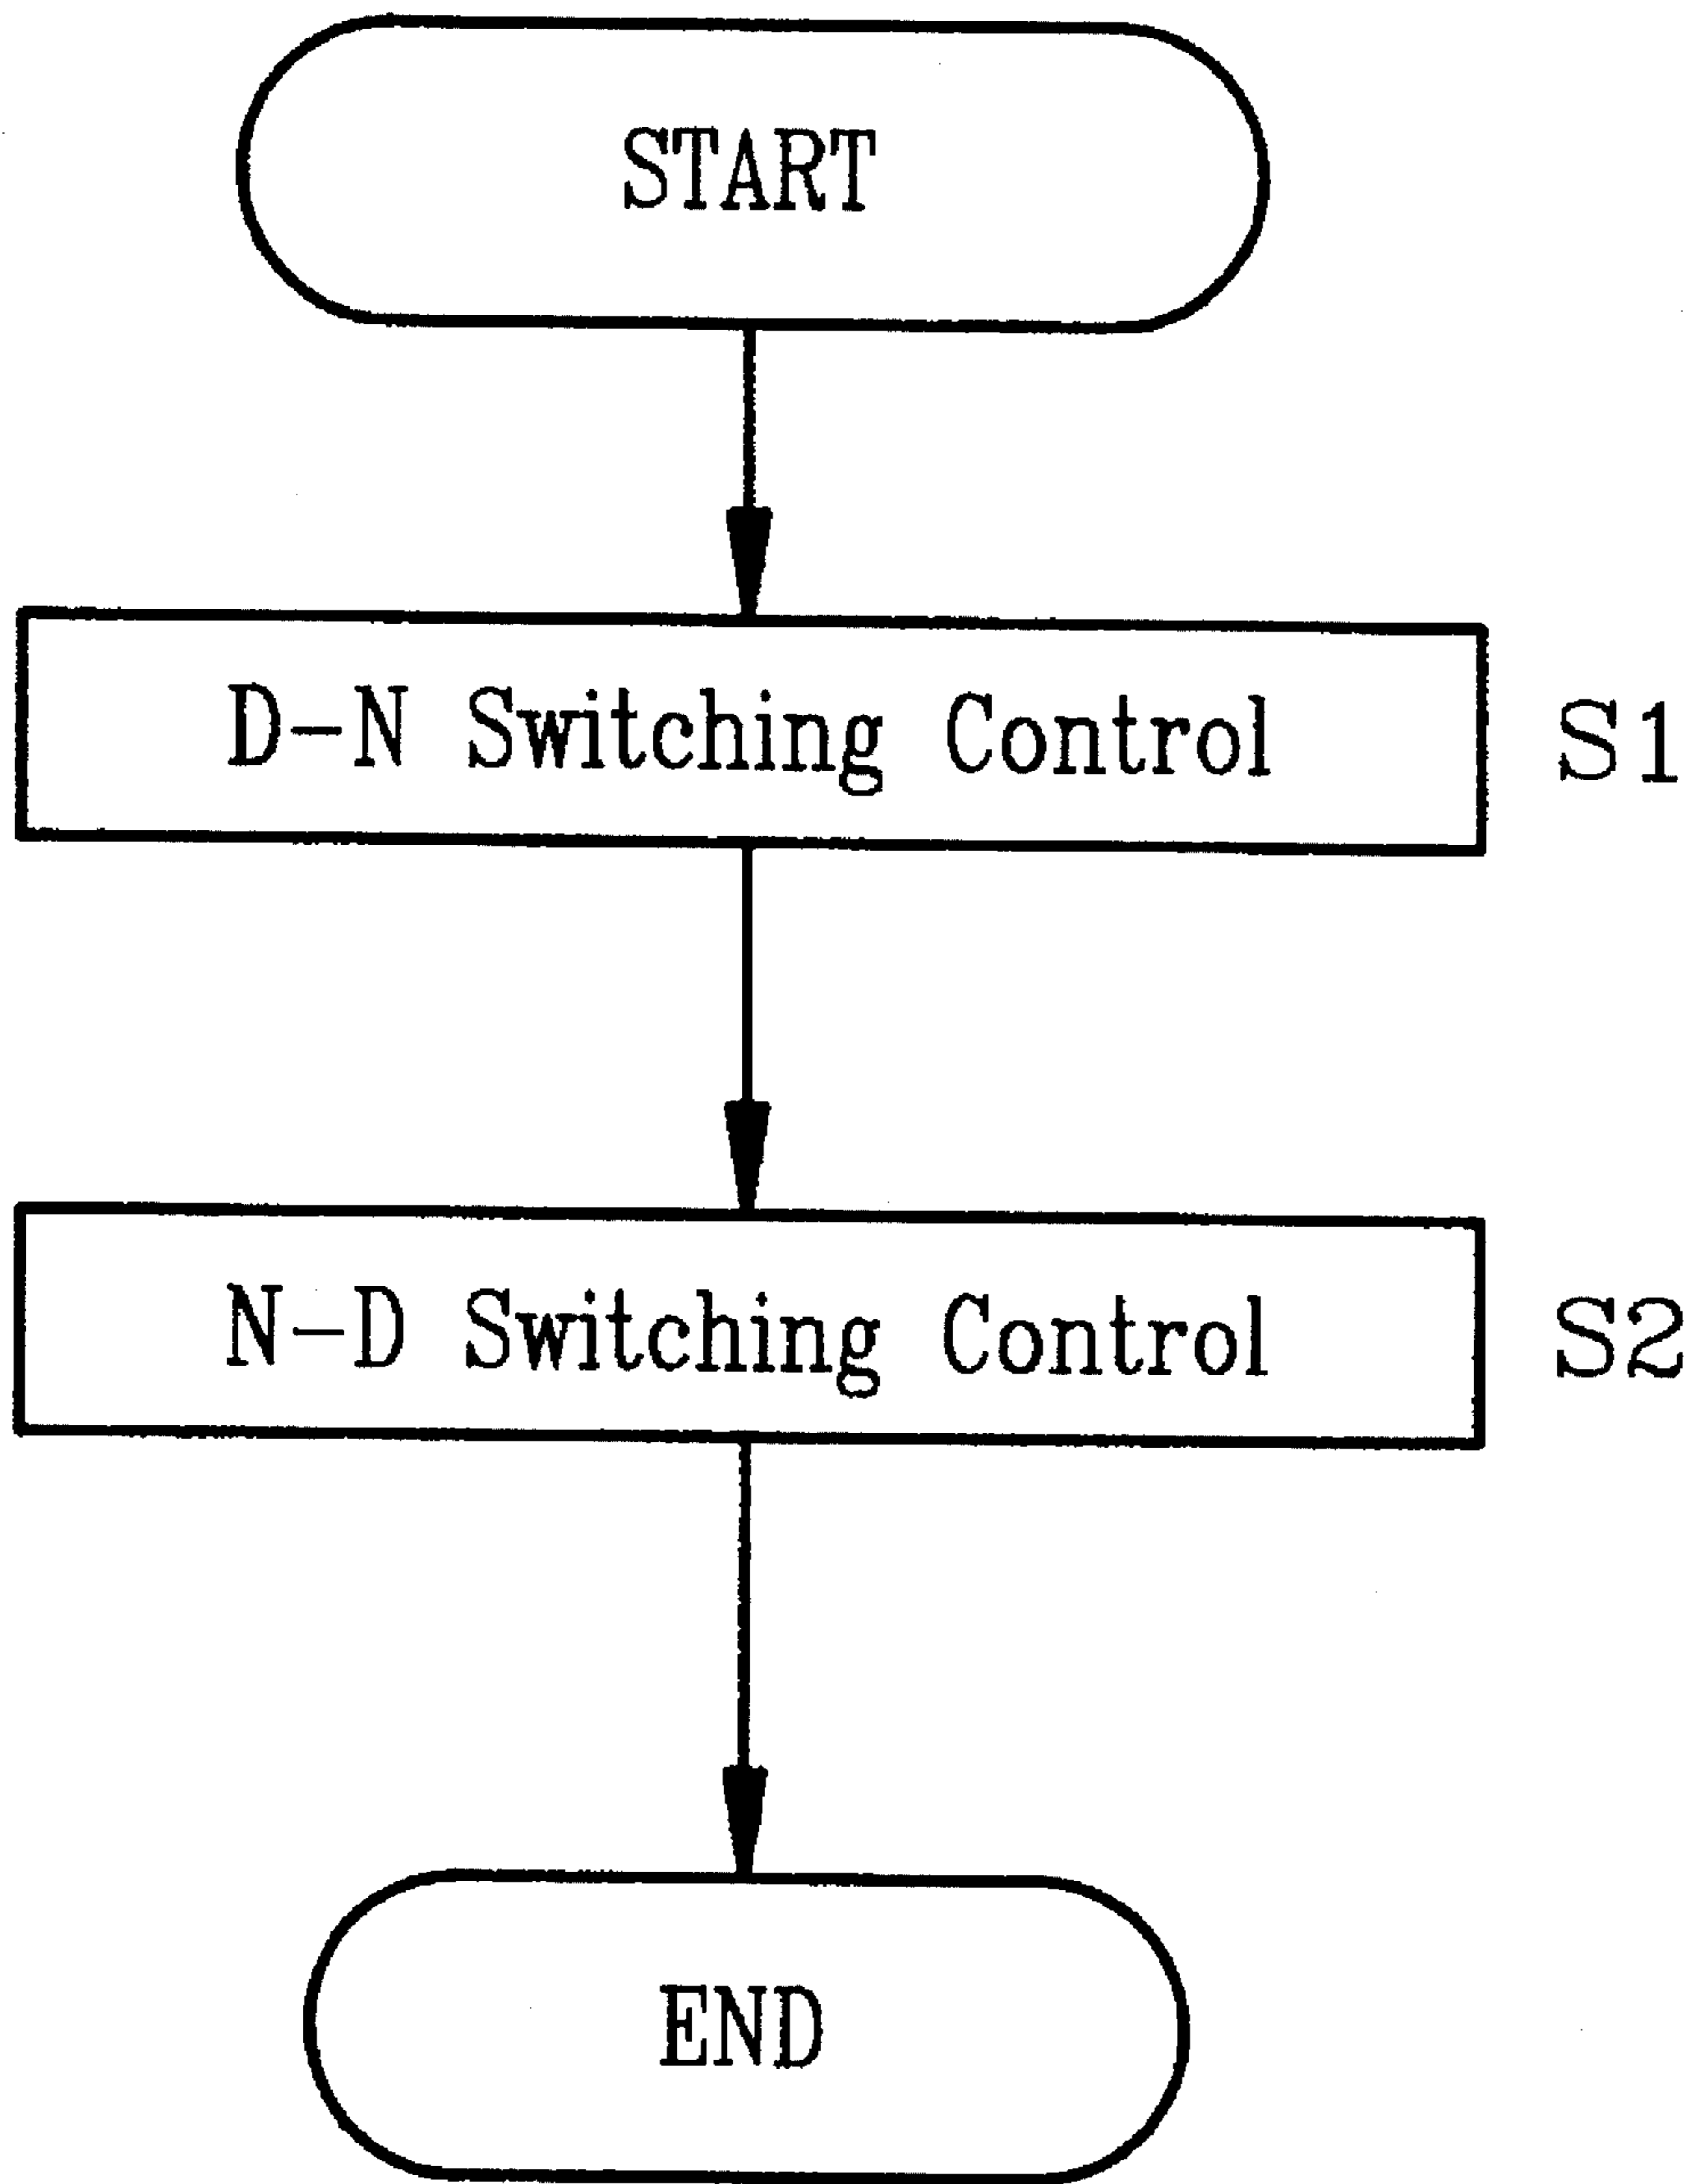 START
D-N Switching Control
S1
N-D Switching Control
S2
END